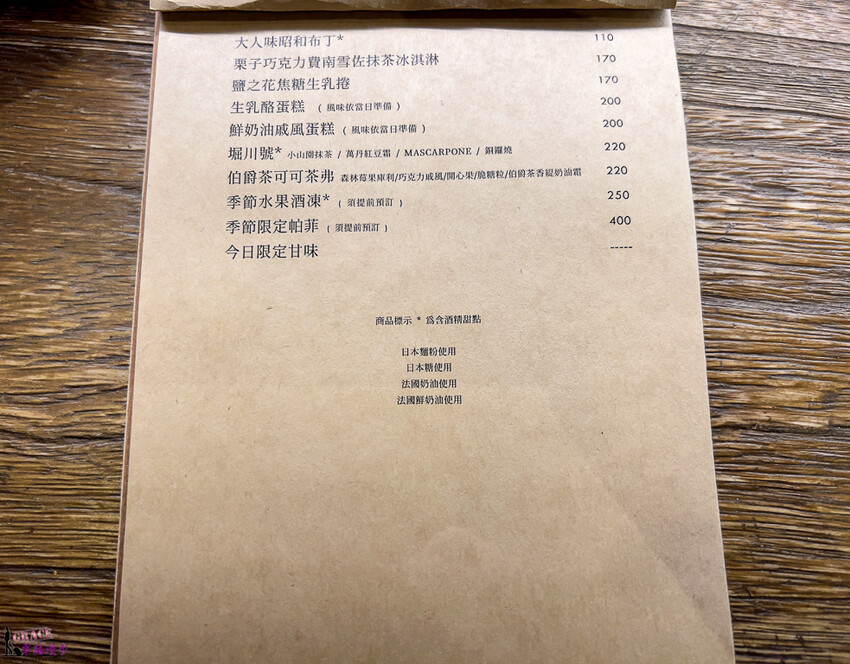 大人味昭和布丁* 110
栗子巧克力費南雪佐抹茶冰淇淋 170
鹽之花焦糖生乳捲 170
生乳酪蛋糕 ( 風味依當日準備 ) 200
鮮奶油戚風蛋糕 ( 風味依當日準備 ) 200
堀川號* 小山園抹茶 / 萬丹紅豆霜 / MASCARPONE / 銅鑼燒 220
伯爵茶可可茶弗 森林莓果庫利/巧克力戚風/開心果/脆糖粒/伯爵茶香緹奶油霜 220
季節水果酒凍* ( 須提前預訂 ) 250
季節限定帕菲 ( 須提前預訂 ) 400
今日限定甘味 -----
商品標示 * 為含酒精甜點
日本麵粉使用
日本糖使用
法國奶油使用
法國鮮奶油使用